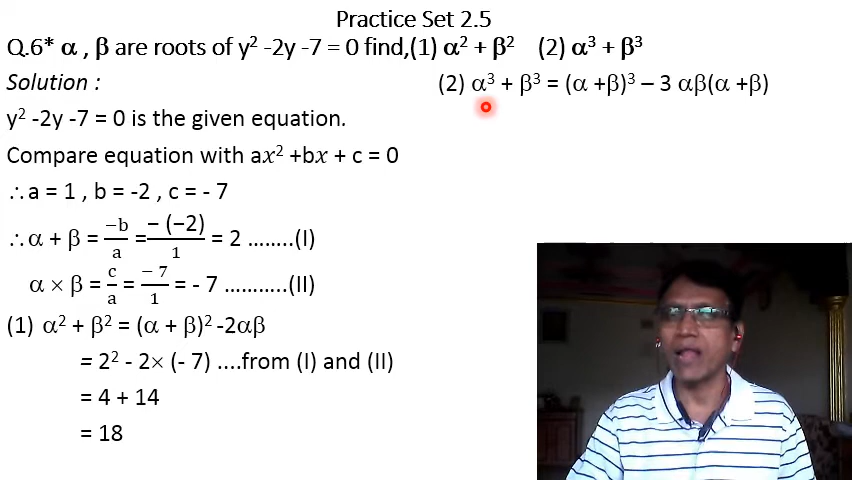 Practice Set 2.5
Q.6* α , β are roots of y² -2y -7 = 0 find,(1) α² + β² (2) α³ + β³
Solution :
y² -2y -7 = 0 is the given equation.
Compare equation with ax² +bx + c = 0
∴a = 1 , b = -2 , c = - 7
∴ α + β = −b/a = − (−2)/1 = 2 ........(I)
α × β = c/a = − 7/1 = - 7 ...........(II)
(1) α² + β² = (α + β)² -2αβ
= 2² - 2× (- 7) ....from (I) and (II)
= 4 + 14
= 18
(2) α³ + β³ = (α +β)³ – 3 αβ(α +β)